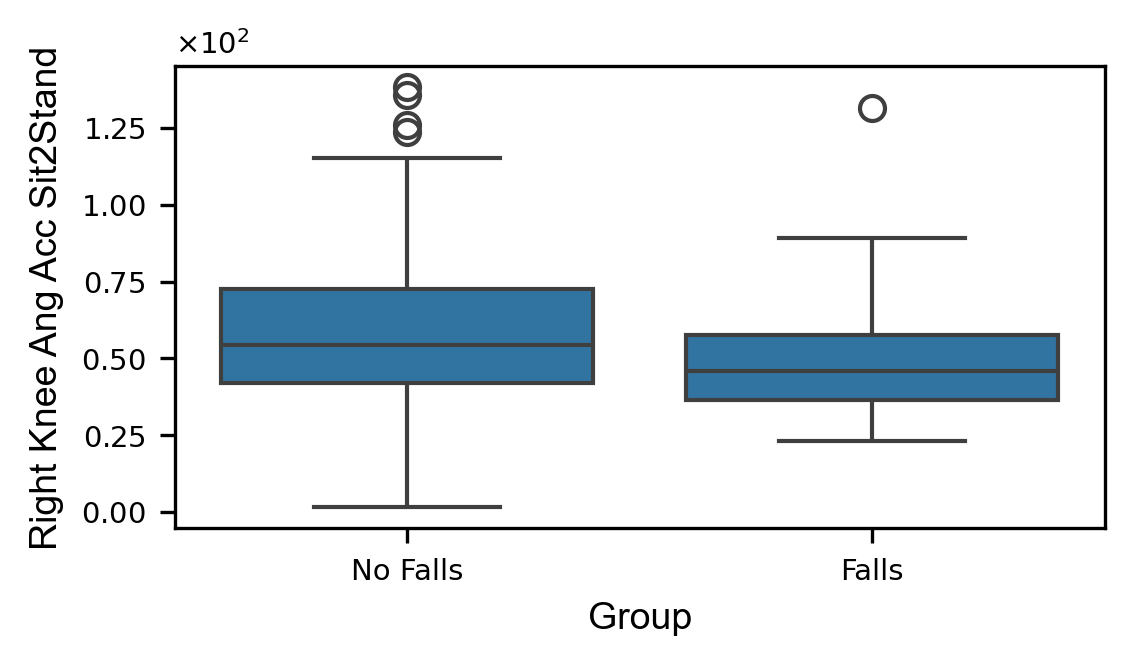 ×10²
Right Knee Ang Acc Sit2Stand
1.25
1.00
0.75
0.50
0.25
0.00
No Falls
Falls
Group